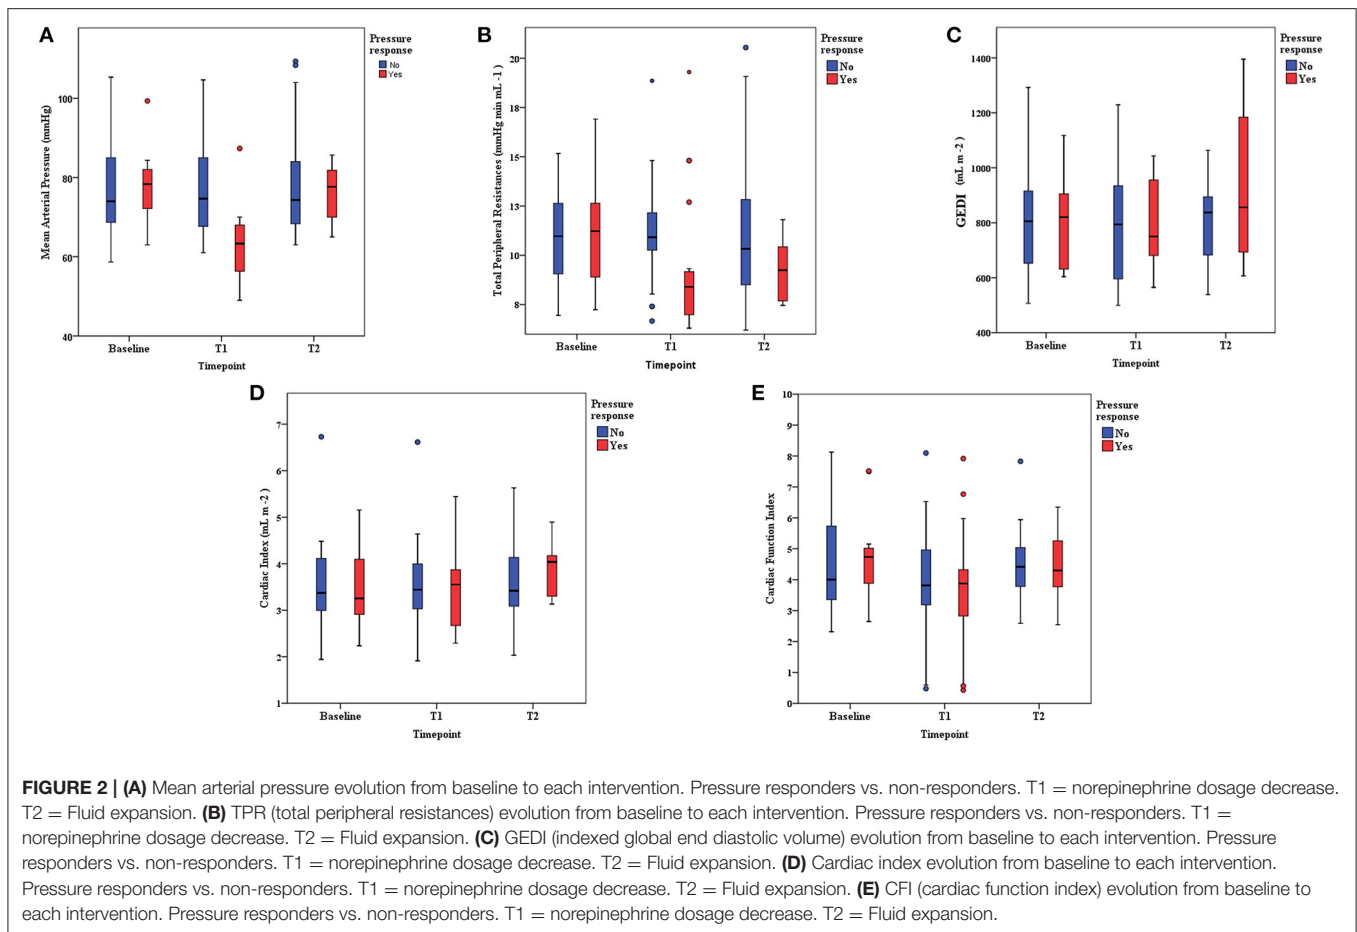 A
Pressure
response
No
Yes
Mean Arterial Pressure (mmHg)
100
80
60
40
Baseline
T1
T2
Timepoint
B
Pressure
response
No
Yes
Total Peripheral Resistances (mmHg min mL -1 )
20
18
15
13
10
8
Baseline
T1
T2
Timepoint
C
Pressure
response
No
Yes
GEDI (mL m -2 )
1400
1200
1000
800
600
400
Baseline
T1
T2
Timepoint
D
Pressure
response
No
Yes
Cardiac Index (mL m -2 )
7
6
5
4
3
2
1
Baseline
T1
T2
Timepoint
E
Pressure
response
No
Yes
Cardiac Function Index
10
9
8
7
6
5
4
3
2
1
0
Baseline
T1
T2
Timepoint
FIGURE 2 | (A) Mean arterial pressure evolution from baseline to each intervention. Pressure responders vs. non-responders. T1 = norepinephrine dosage decrease.
T2 = Fluid expansion. (B) TPR (total peripheral resistances) evolution from baseline to each intervention. Pressure responders vs. non-responders. T1 =
norepinephrine dosage decrease. T2 = Fluid expansion. (C) GEDI (indexed global end diastolic volume) evolution from baseline to each intervention. Pressure
responders vs. non-responders. T1 = norepinephrine dosage decrease. T2 = Fluid expansion. (D) Cardiac index evolution from baseline to each intervention.
Pressure responders vs. non-responders. T1 = norepinephrine dosage decrease. T2 = Fluid expansion. (E) CFI (cardiac function index) evolution from baseline to
each intervention. Pressure responders vs. non-responders. T1 = norepinephrine dosage decrease. T2 = Fluid expansion.